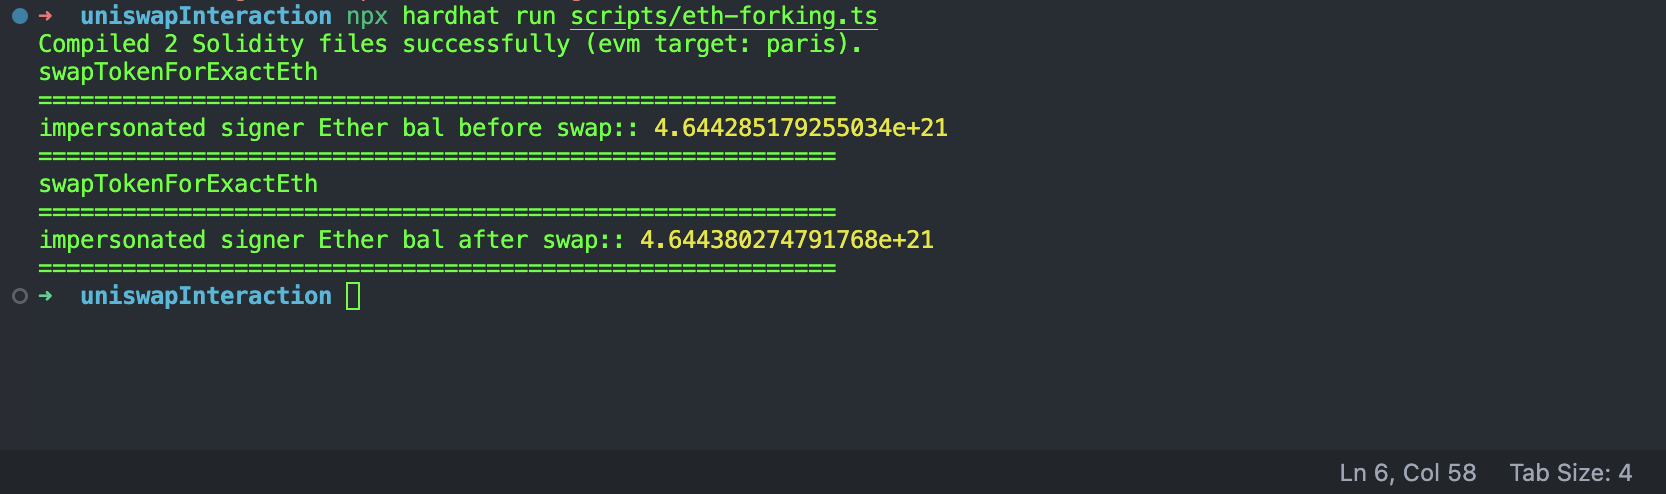 ➜  uniswapInteraction npx hardhat run scripts/eth-forking.ts
Compiled 2 Solidity files successfully (evm target: paris).
swapTokenForExactEth
=========================================================
impersonated signer Ether bal before swap:: 4.644285179255034e+21
=========================================================
swapTokenForExactEth
=========================================================
impersonated signer Ether bal after swap:: 4.644380274791768e+21
=========================================================
➜  uniswapInteraction
Ln 6, Col 58 Tab Size: 4